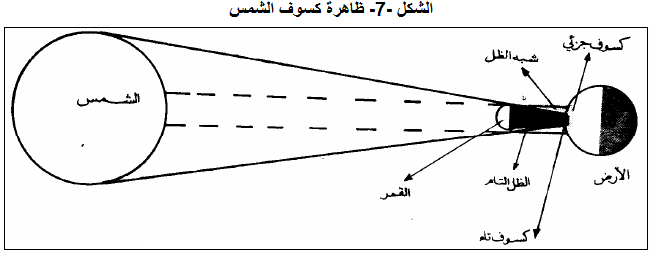 الشكل -7- ظاهرة كسوف الشمس
كسوف جزئي
شبه الظل
الشمس
الأرض
الظل التام
القمر
كسوف تام